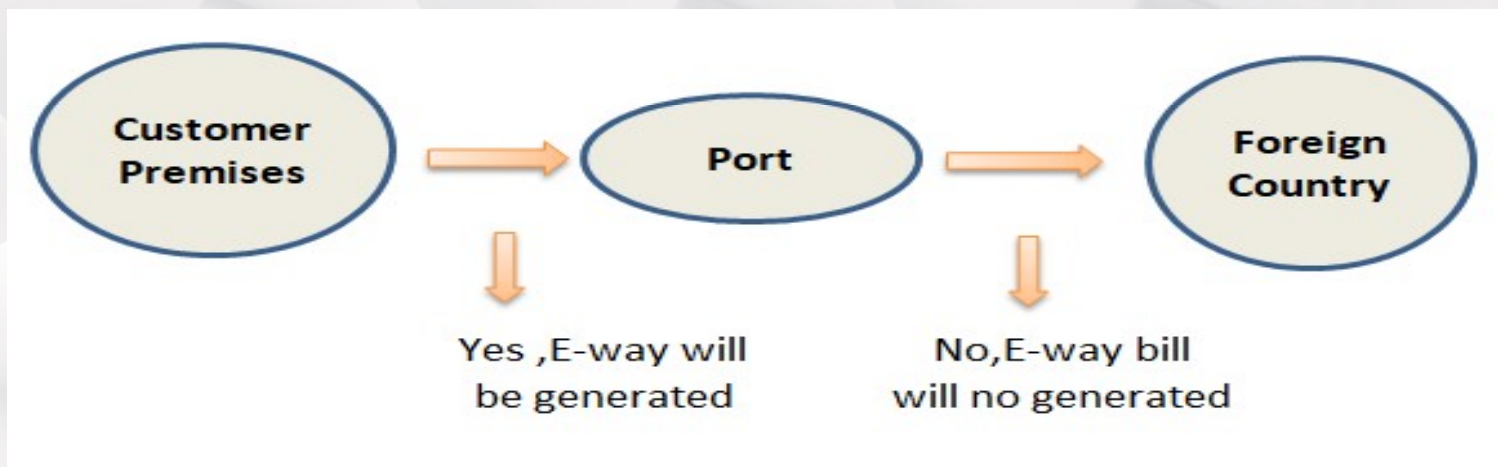 Customer
Premises
Port
Foreign
Country
Yes ,E-way will
be generated
No,E-way bill
will no generated